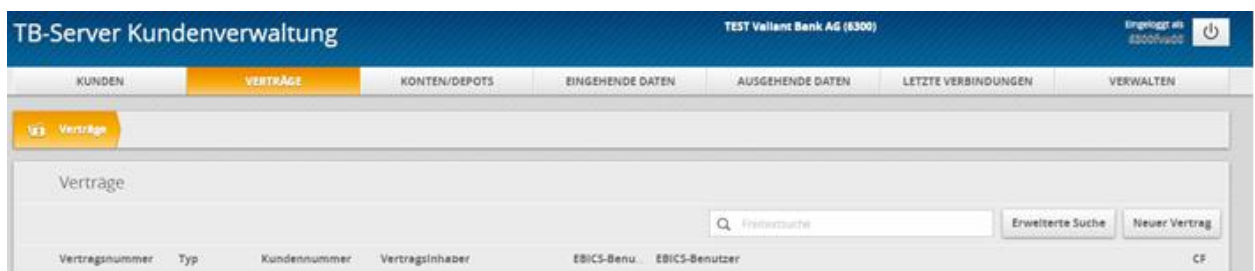 TB-Server Kundenverwaltung
TEST Valiant Bank AG (6300)
Eingeloggt als
KUNDEN VERTRÄGE KONTEN/DEPOTS EINGEHENDE DATEN AUSGEHENDE DATEN LETZTE VERBINDUNGEN VERWALTEN
Verträge
Verträge
Freitextsuche Erweiterte Suche Neuer Vertrag
Vertragsnummer Typ Kundennummer Vertragsinhaber EBICS-Benu... EBICS-Benutzer CF